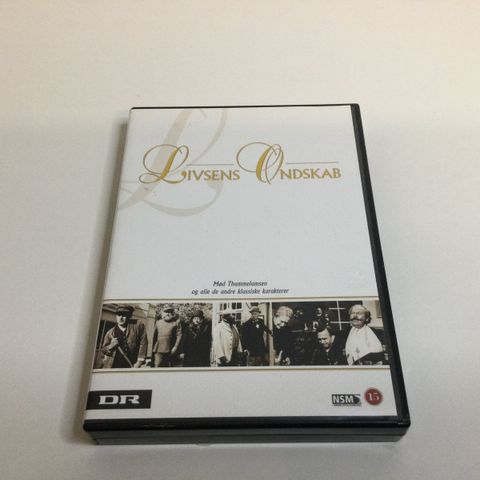 LIVSENS ONDSKAB
Mød Thummelumsen
og alle de andre klassiske karakterer
DR
NSM
15